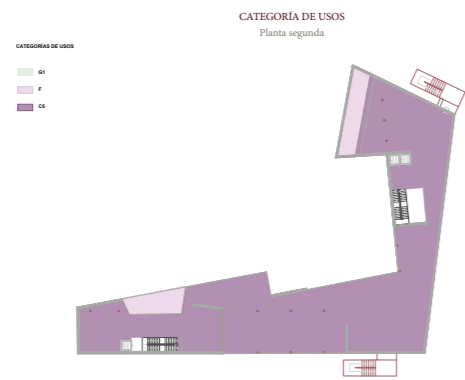 CATEGORÍA DE USOS
Planta segunda
CATEGORÍAS DE USOS
G1
F
C5